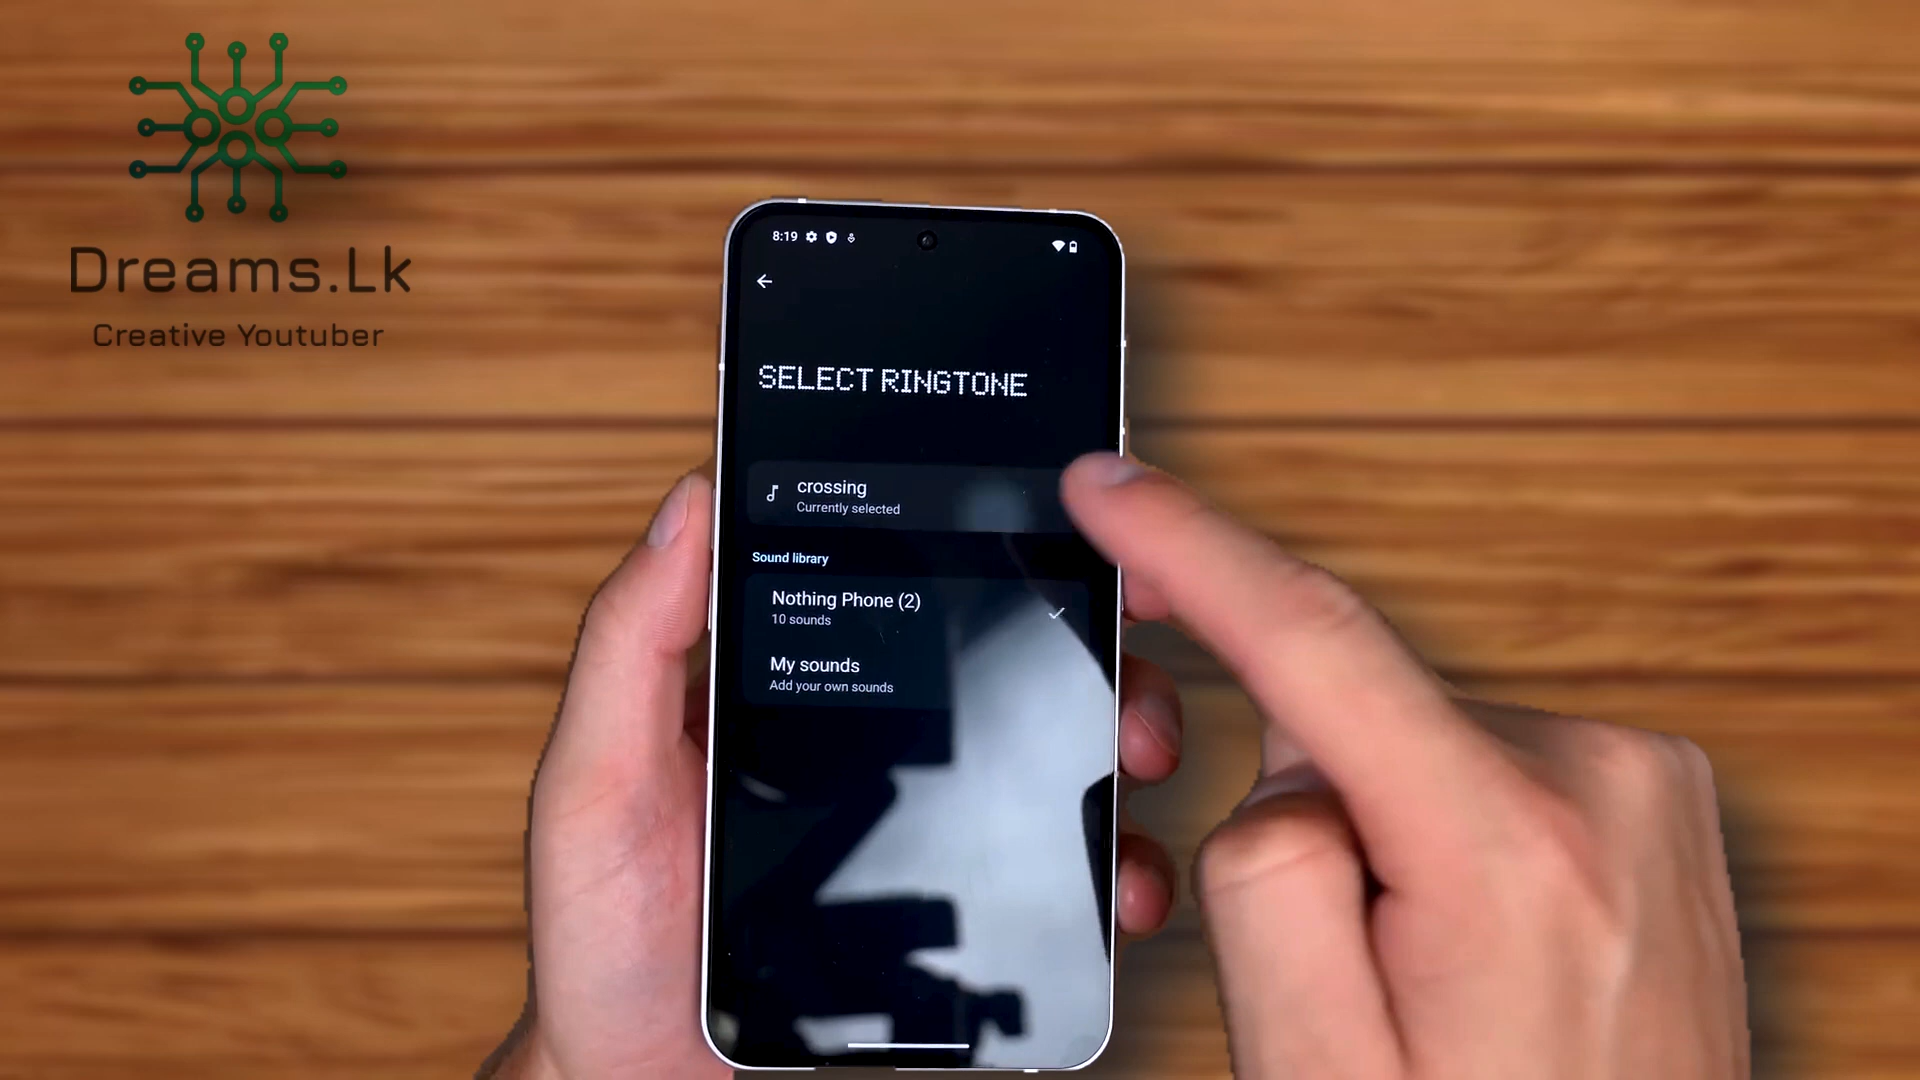 Dreams.Lk
Creative Youtuber
8:19
SELECT RINGTONE
crossing
Currently selected
Sound library
Nothing Phone (2)
10 sounds
My sounds
Add your own sounds